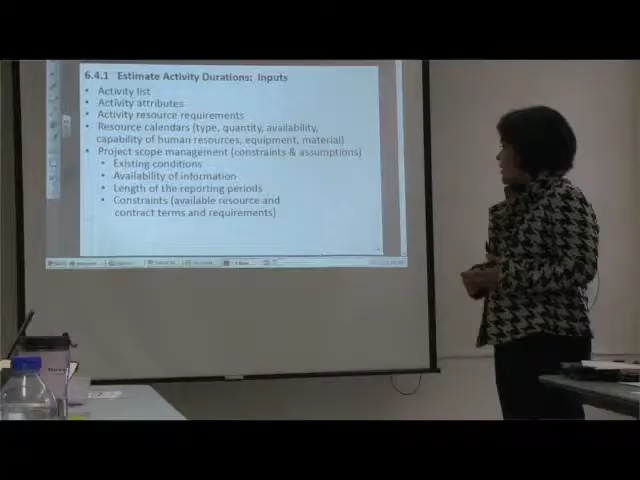 6.4.1 Estimate Activity Durations: Inputs
• Activity list
• Activity attributes
• Activity resource requirements
• Resource calendars (type, quantity, availability,
capability of human resources, equipment, material)
• Project scope management (constraints & assumptions)
• Existing conditions
• Availability of information
• Length of the reporting periods
• Constraints (available resource and
contract terms and requirements)